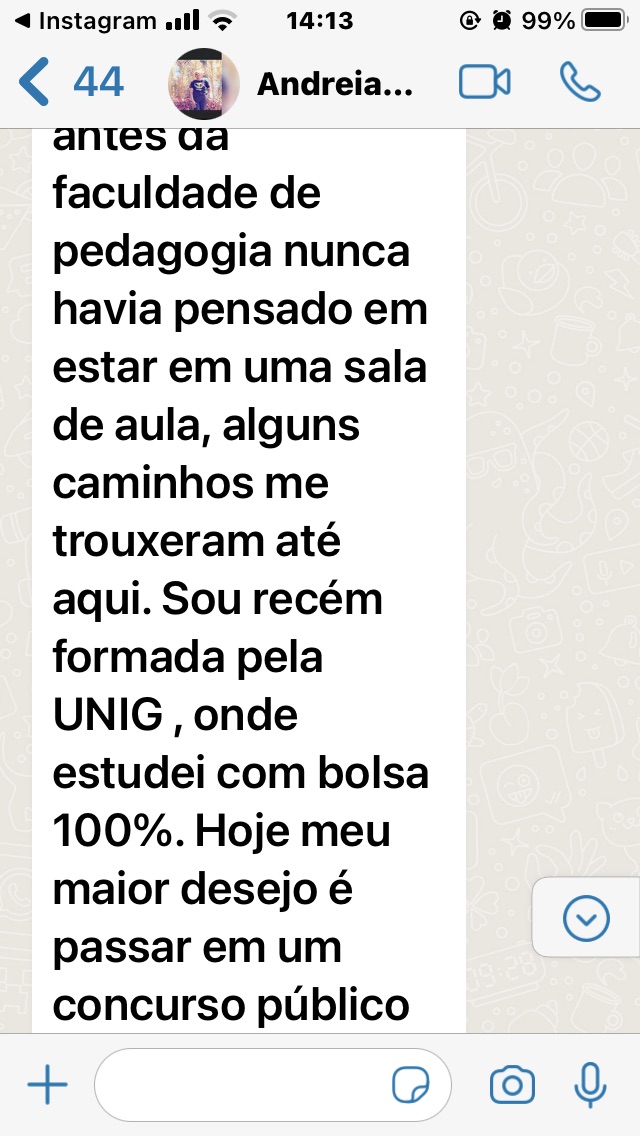 Instagram 14:13 99%
44 Andreia...
antes da
faculdade de
pedagogia nunca
havia pensado em
estar em uma sala
de aula, alguns
caminhos me
trouxeram até
aqui. Sou recém
formada pela
UNIG , onde
estudei com bolsa
100%. Hoje meu
maior desejo é
passar em um
concurso público
09:28